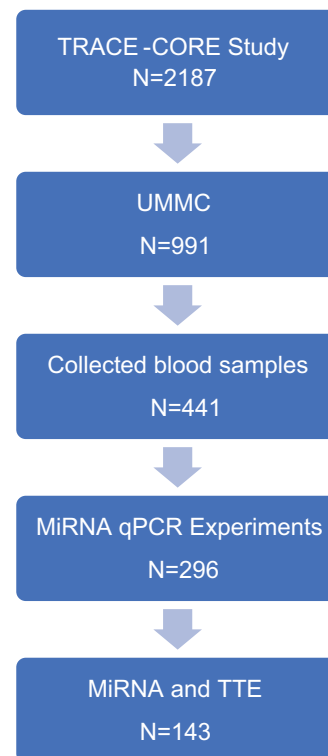 TRACE -CORE Study
N=2187
UMMC
N=991
Collected blood samples
N=441
MiRNA qPCR Experiments
N=296
MiRNA and TTE
N=143